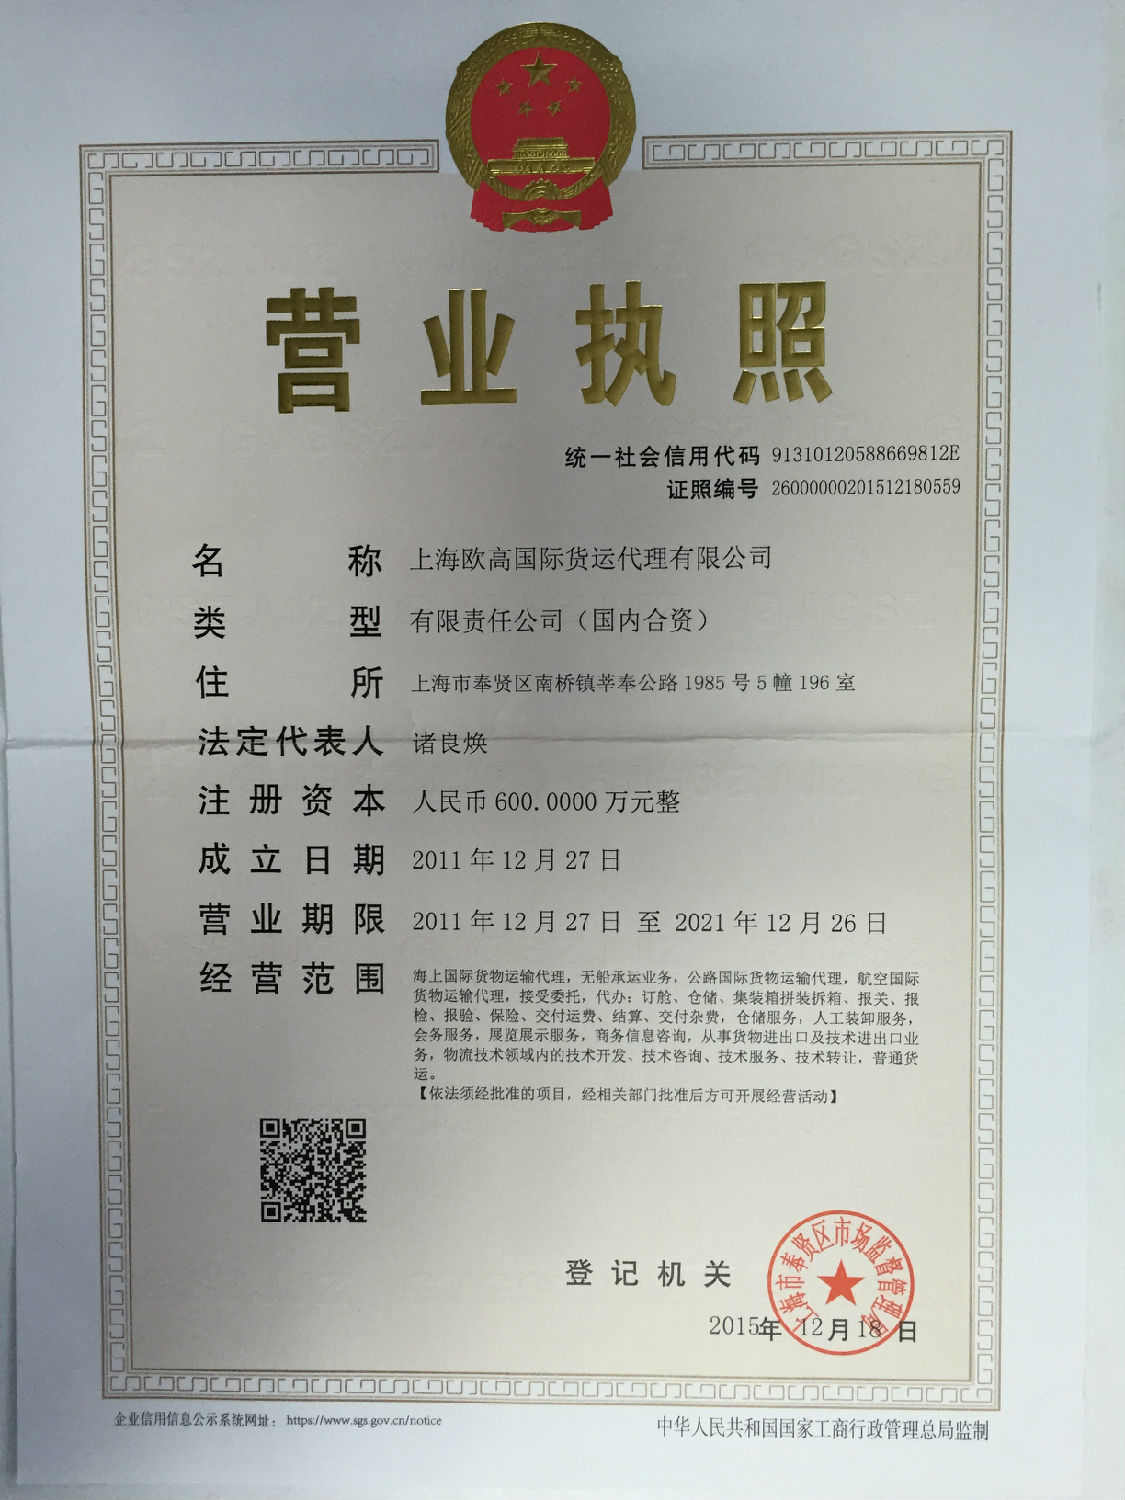 营业执照
统一社会信用代码 91310120588669812E
证照编号 26000000201512180559
名称 上海欧高国际货运代理有限公司
类型 有限责任公司（国内合资）
住所 上海市奉贤区南桥镇莘奉公路1985号5幢196室
法定代表人 诸良焕
注册资本 人民币600.0000万元整
成立日期 2011年12月27日
营业期限 2011年12月27日 至 2021年12月26日
经营范围 海上国际货物运输代理，无船承运业务，公路国际货物运输代理，航空国际
货物运输代理，接受委托，代办：订舱、仓储、集装箱拼装拆箱、报关、报
检、报验、保险、交付运费、结算、交付杂费，仓储服务，人工装卸服务，
会务服务，展览展示服务，商务信息咨询，从事货物进出口及技术进出口业
务，物流技术领域内的技术开发、技术咨询、技术服务、技术转让，普通货
运。
【依法须经批准的项目，经相关部门批准后方可开展经营活动】
登记机关
上海市奉贤区市场监督管理局
2015年12月18日
企业信用信息公示系统网址：https://www.sgs.gov.cn/notice
中华人民共和国国家工商行政管理总局监制